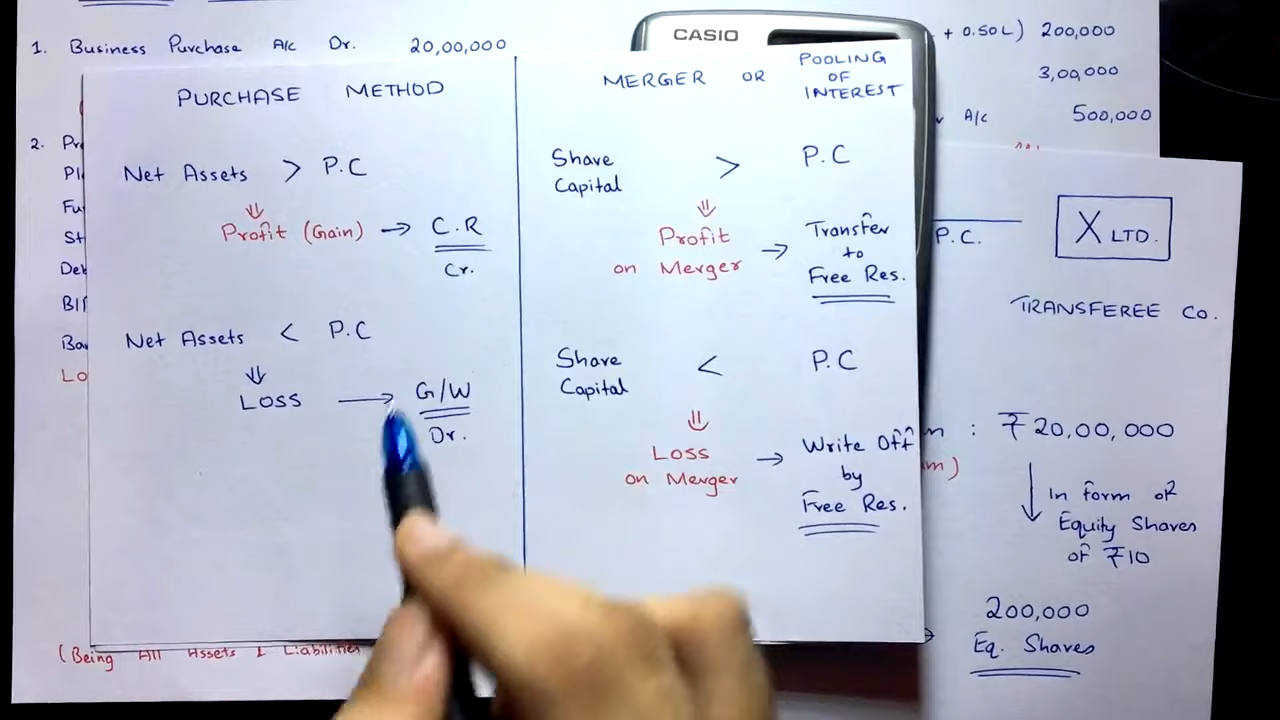 1. Business Purchase A/c Dr. 20,00,000
CASIO
+ 0.50L) 200,000
3,00,000
A/c 500,000
2.
PURCHASE METHOD
Net Assets > P.C
⇓
Profit (Gain) → C.R
Cr.
Net Assets < P.C
⇓
LOSS → G/W
Dr.
MERGER OR POOLING OF INTEREST
Share Capital > P.C
⇓
Profit on Merger → Transfer to Free Res.
Share Capital < P.C
⇓
Loss on Merger → Write Off by Free Res.
(Being All Assets & Liabilities
P.C.
X LTD.
TRANSFEREE Co.
: ₹20,00,000
In form of
Equity Shares
of ₹10
200,000
Eq. Shares